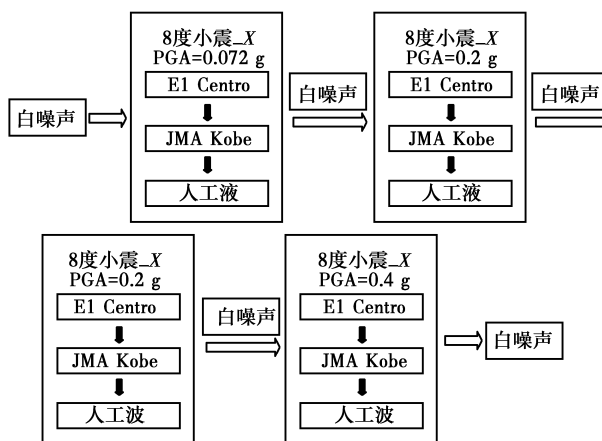 白噪声
8度小震_X
PGA=0.072 g
E1 Centro
JMA Kobe
人工液
白噪声
8度小震_X
PGA=0.2 g
E1 Centro
JMA Kobe
人工液
白噪声
8度小震_X
PGA=0.2 g
E1 Centro
JMA Kobe
人工波
白噪声
8度小震_X
PGA=0.4 g
E1 Centro
JMA Kobe
人工波
白噪声